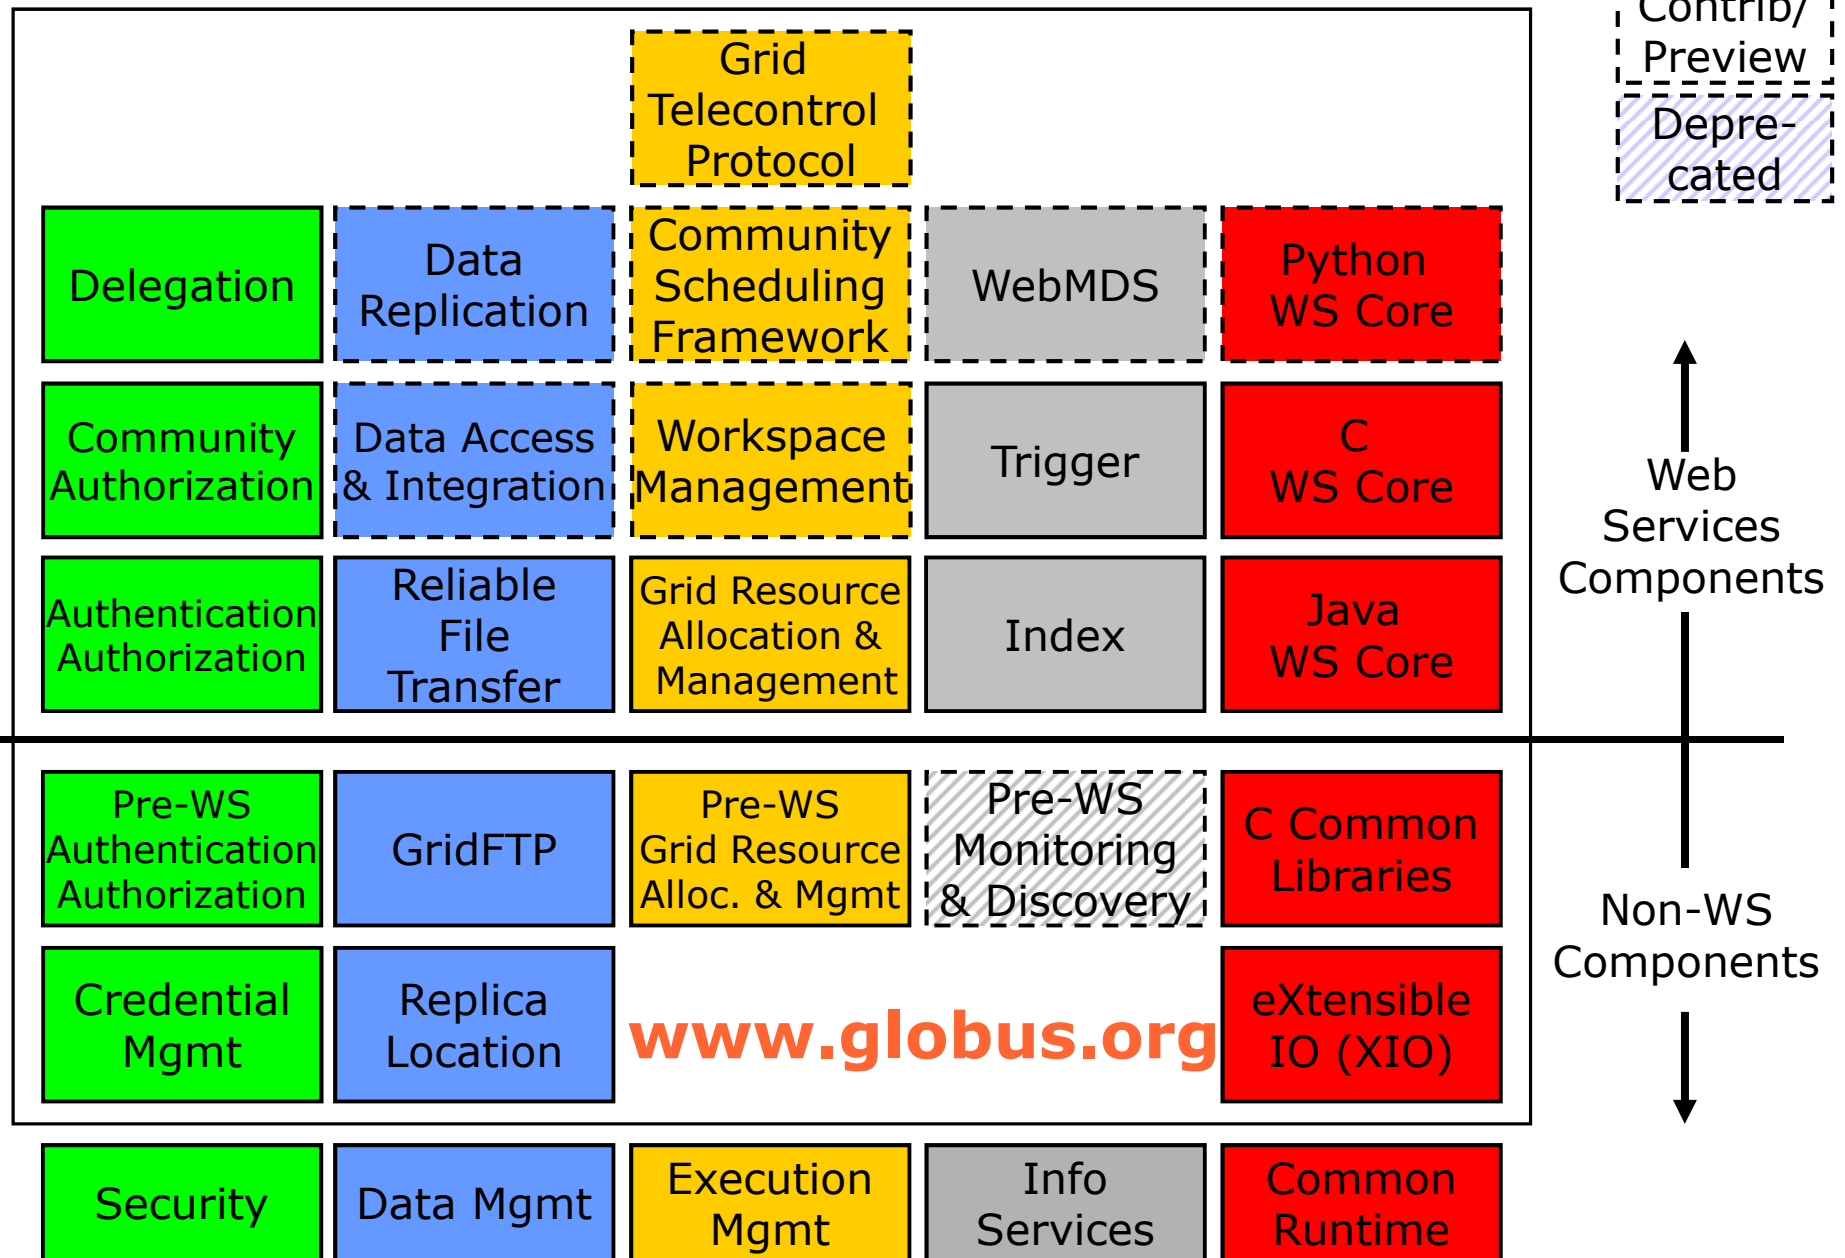 Contrib/
Preview
Depre-
cated
Grid
Telecontrol
Protocol
Delegation
Data
Replication
Community
Scheduling
Framework
WebMDS
Python
WS Core
Community
Authorization
Data Access
& Integration
Workspace
Management
Trigger
C
WS Core
Web
Services
Components
Authentication
Authorization
Reliable
File
Transfer
Grid Resource
Allocation &
Management
Index
Java
WS Core
Pre-WS
Authentication
Authorization
GridFTP
Pre-WS
Grid Resource
Alloc. & Mgmt
Pre-WS
Monitoring
& Discovery
C Common
Libraries
Non-WS
Components
Credential
Mgmt
Replica
Location
www.globus.org
eXtensible
IO (XIO)
Security
Data Mgmt
Execution
Mgmt
Info
Services
Common
Runtime